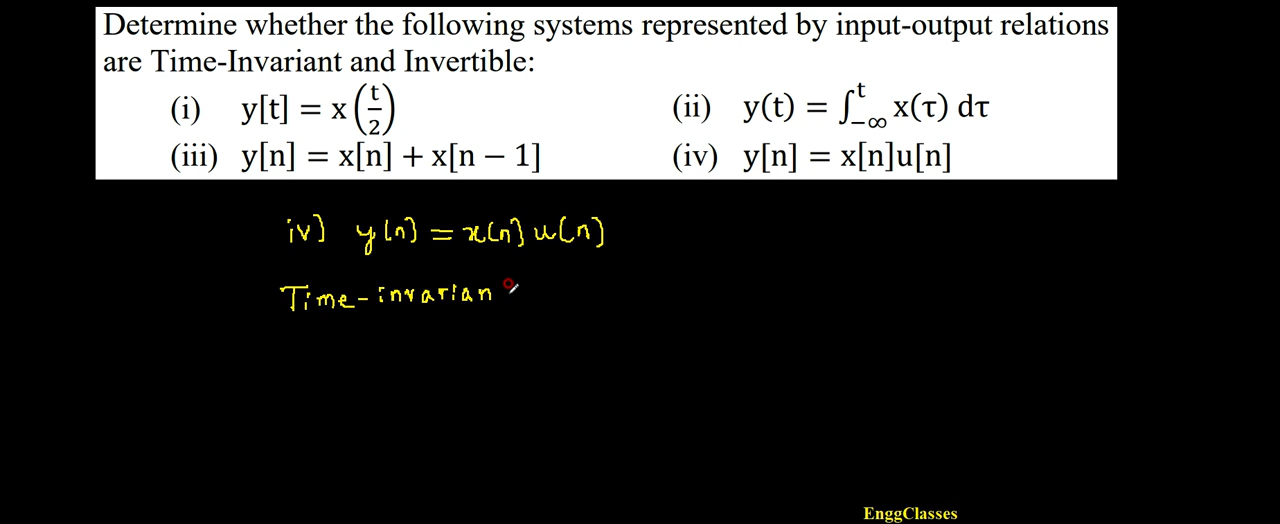 Determine whether the following systems represented by input-output relations
are Time-Invariant and Invertible:
(i) y[t] = x(t/2) (ii) y(t) = ∫_{−∞}^{t} x(τ) dτ
(iii) y[n] = x[n] + x[n − 1] (iv) y[n] = x[n]u[n]
iv) y[n] = x[n] u[n]
Time-invarian
EnggClasses